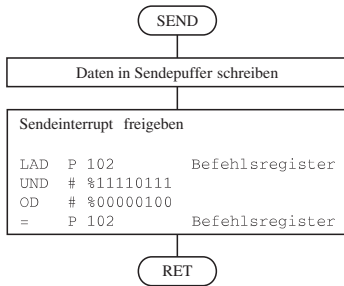 SEND
Daten in Sendepuffer schreiben
Sendeinterrupt freigeben
LAD P 102 Befehlsregister
UND # %11110111
OD # %00000100
= P 102 Befehlsregister
RET